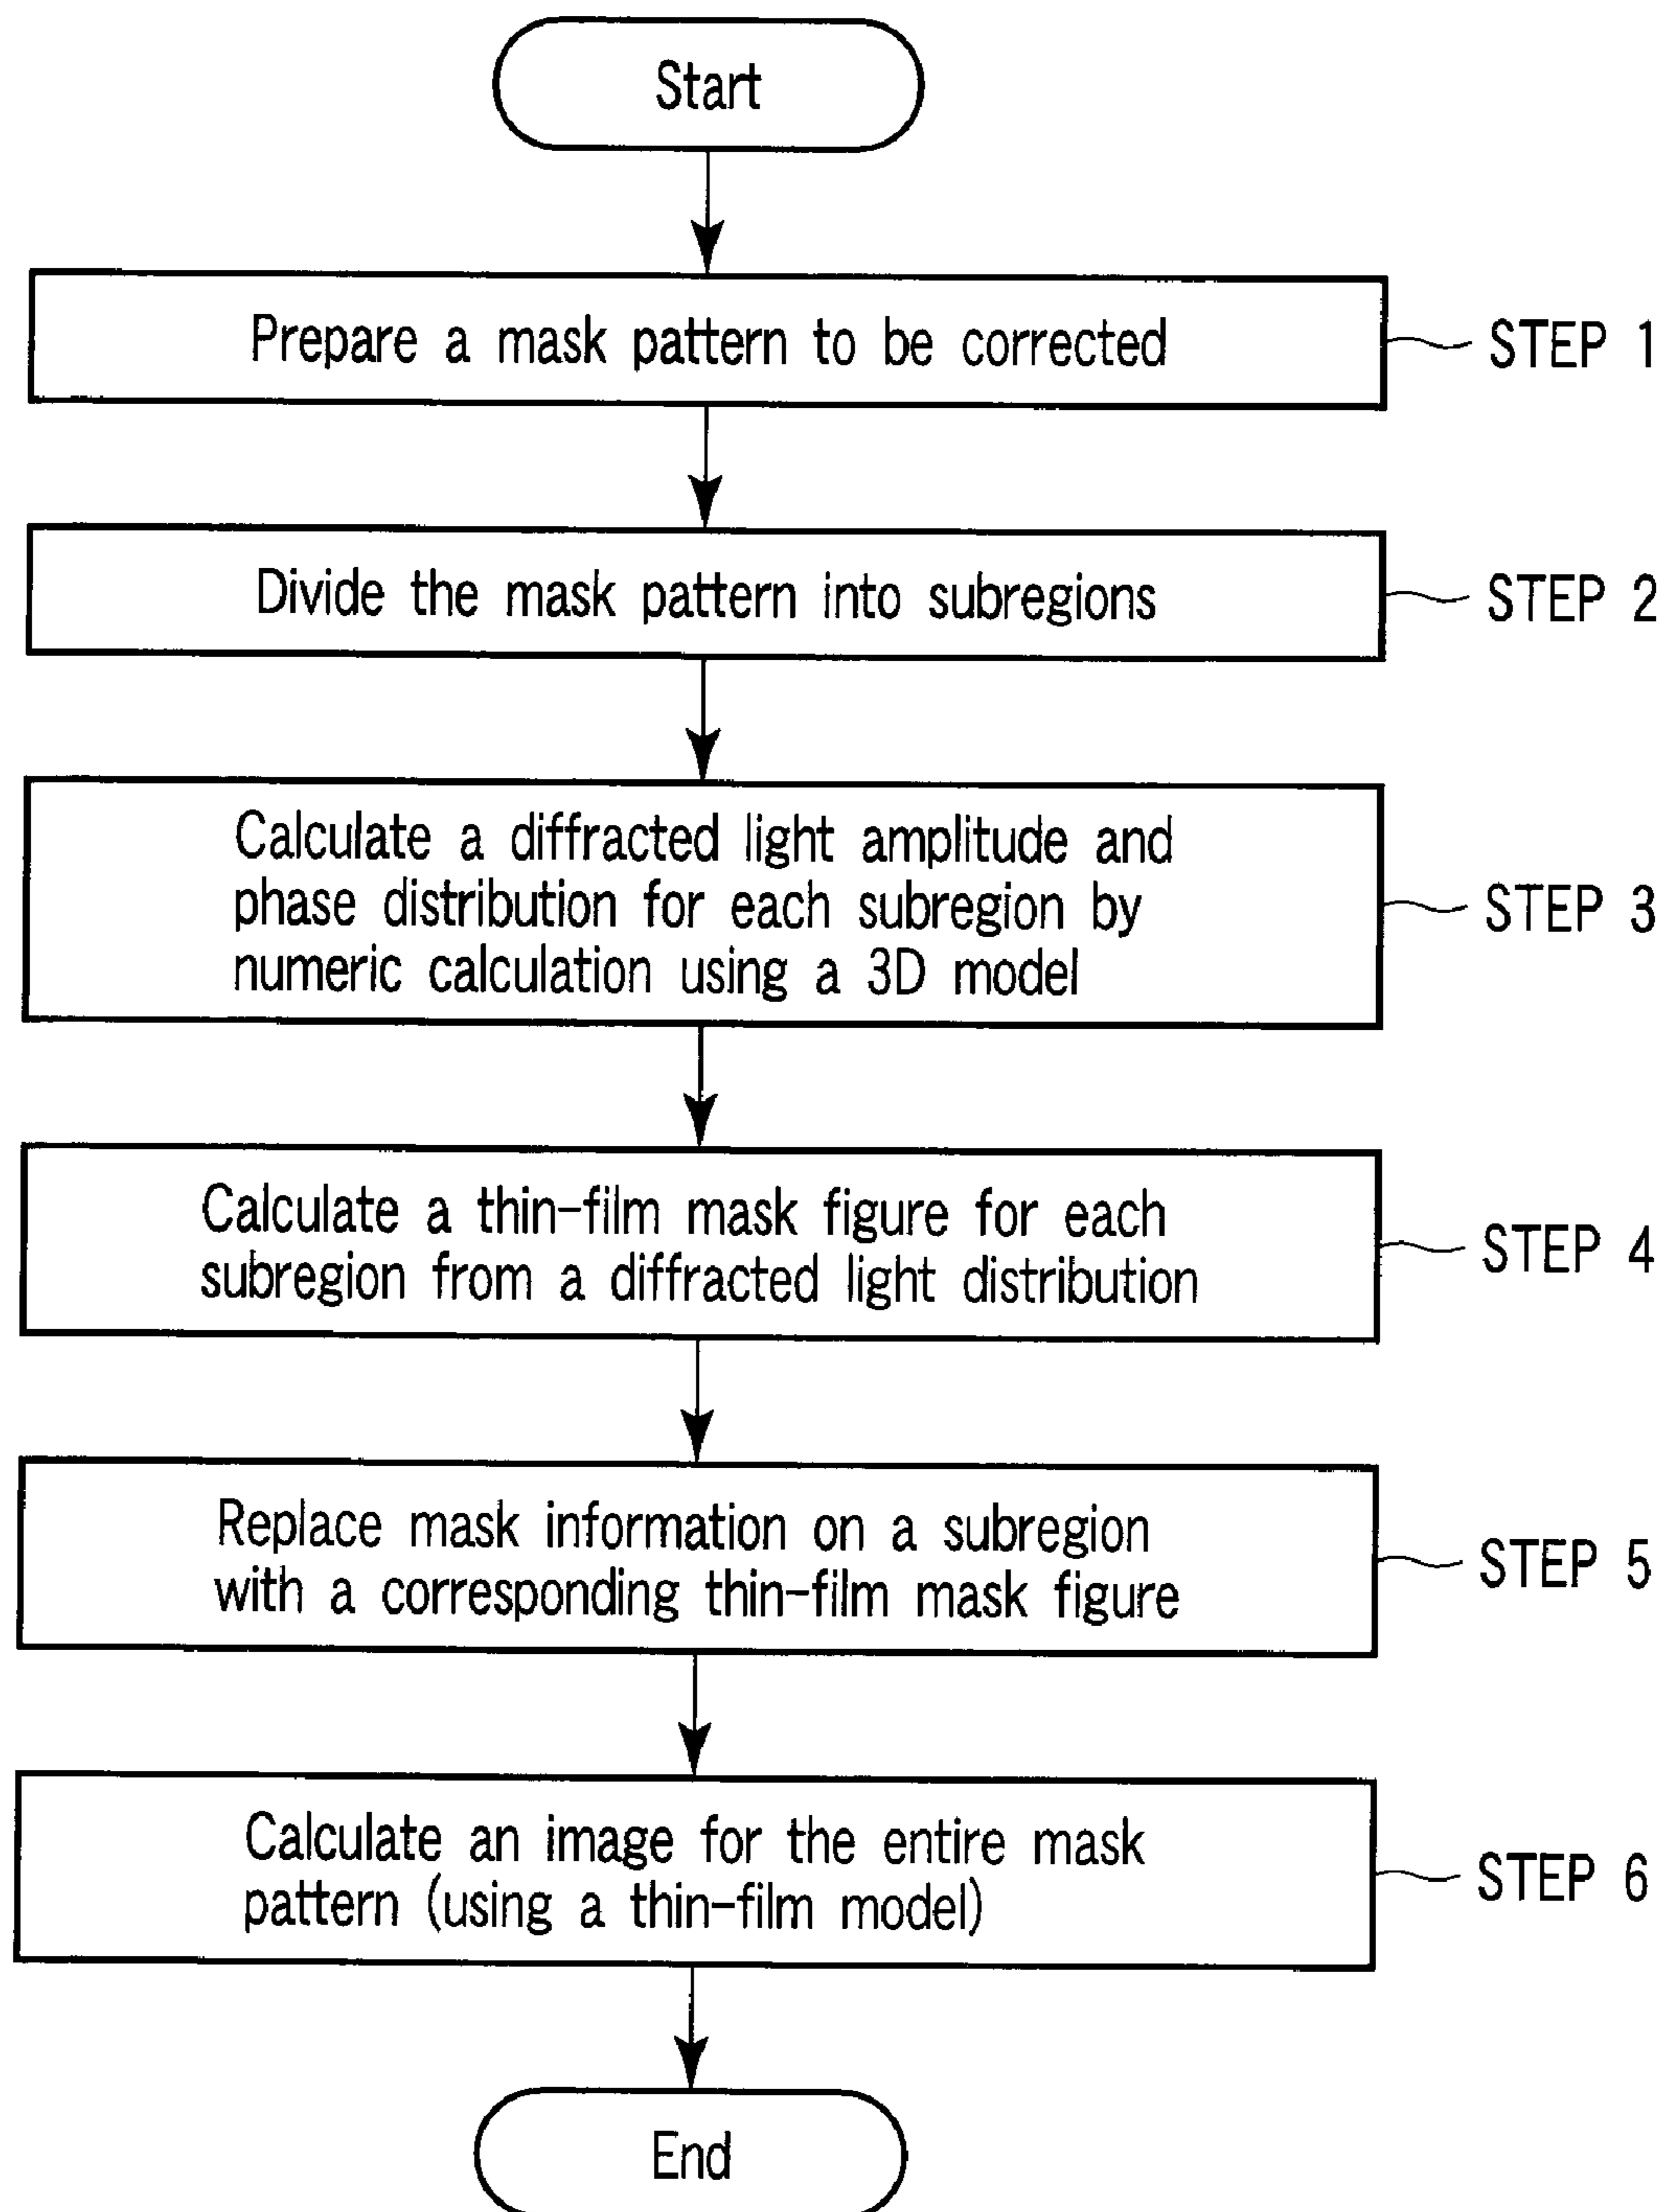 Start
Prepare a mask pattern to be corrected
STEP 1
Divide the mask pattern into subregions
STEP 2
Calculate a diffracted light amplitude and
phase distribution for each subregion by
numeric calculation using a 3D model
STEP 3
Calculate a thin-film mask figure for each
subregion from a diffracted light distribution
STEP 4
Replace mask information on a subregion
with a corresponding thin-film mask figure
STEP 5
Calculate an image for the entire mask
pattern (using a thin-film model)
STEP 6
End